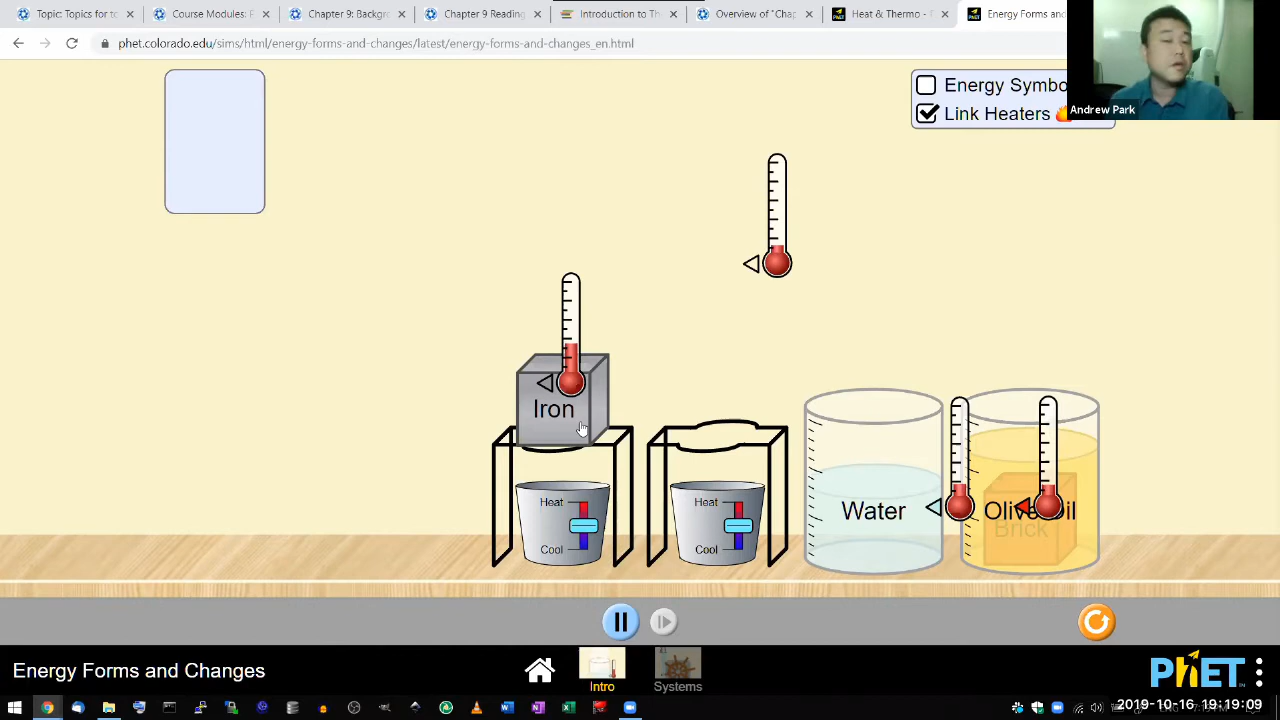 Topic Topics for to
Course Modules: F
Chapter 9: Backgr
Chapter 9 Reading
Introduction to Th
Overview of "Chap
Heat & Thermo - T
Energy Forms and
phet.colorado.edu/sims/html/energy-forms-and_changes/latest/energy-forms-and-changes_en.html
Energy Symbo
Link Heaters
Andrew Park
Iron
Heat
Cool
Heat
Cool
Water
Olive Oil
Brick
Energy Forms and Changes
Intro
Systems
PhET
2019-10-16 19:19:09